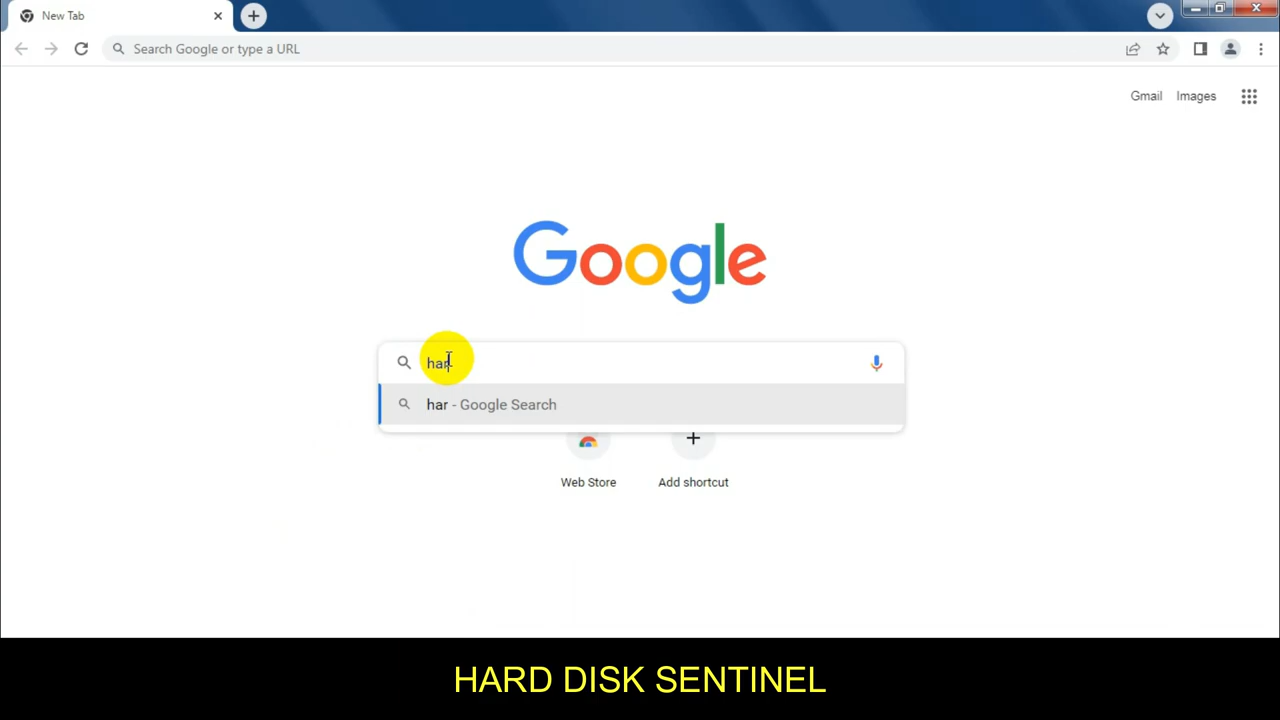 New Tab
Search Google or type a URL
Gmail Images
Google
har
har - Google Search
Web Store Add shortcut
HARD DISK SENTINEL